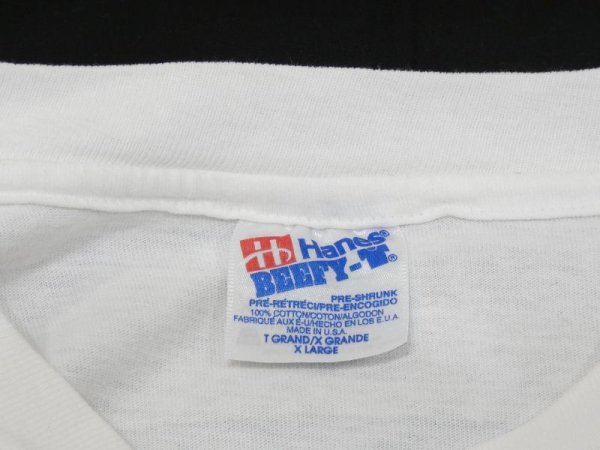 Hanes®
BEEFY-T®
PRE-SHRUNK
PRÉ-RÉTRÉCI/PRE-ENCOGIDO
100% COTTON/COTON/ALGODON
FABRIQUÉ AUX É-U/HECHO EN LOS E.U.A.
MADE IN U.S.A.
T GRAND/X GRANDE
X LARGE